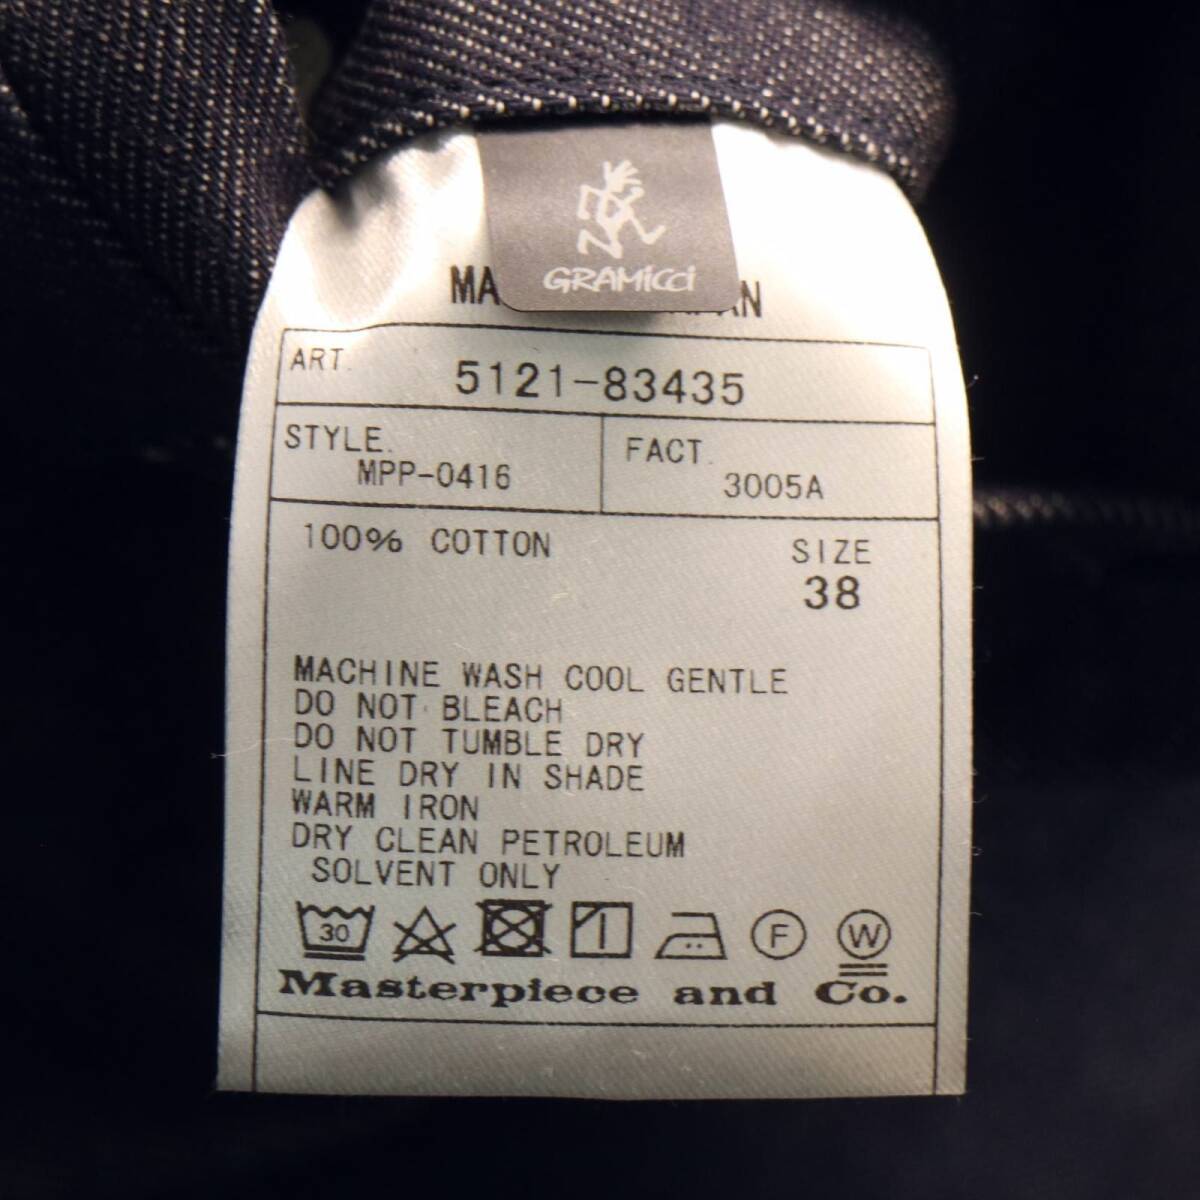 GRAMiCCi
ART.
5121-83435
STYLE.
MPP-0416
FACT.
3005A
100% COTTON
SIZE
38
MACHINE WASH COOL GENTLE
DO NOT BLEACH
DO NOT TUMBLE DRY
LINE DRY IN SHADE
WARM IRON
DRY CLEAN PETROLEUM
SOLVENT ONLY
30
F
W
Masterpiece and Co.